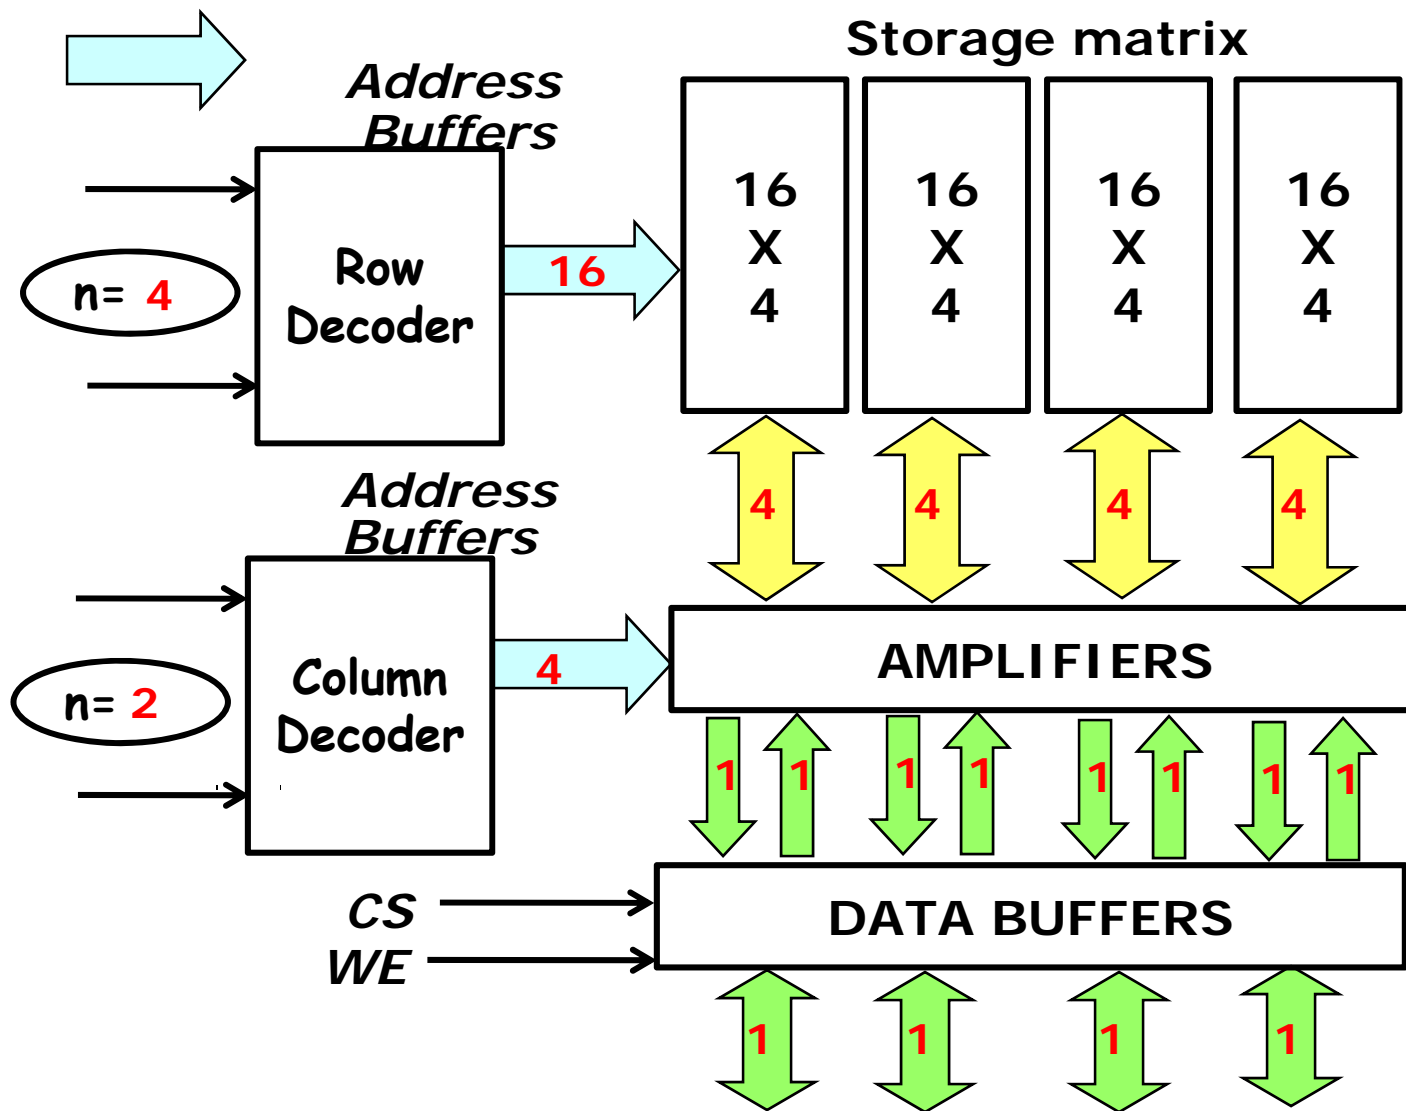 Storage matrix
Address
Buffers
Row
Decoder
n= 4
16
16
X
4
16
X
4
16
X
4
16
X
4
4
4
4
4
Address
Buffers
Column
Decoder
n= 2
4
AMPLIFIERS
1
1
1
1
1
1
1
1
CS
WE
DATA BUFFERS
1
1
1
1